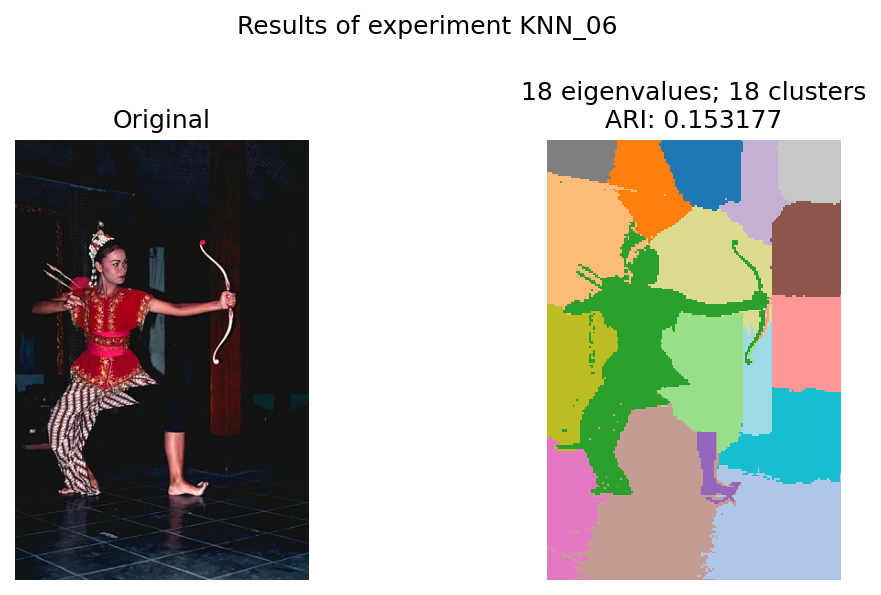 Results of experiment KNN_06
Original
18 eigenvalues; 18 clusters
ARI: 0.153177